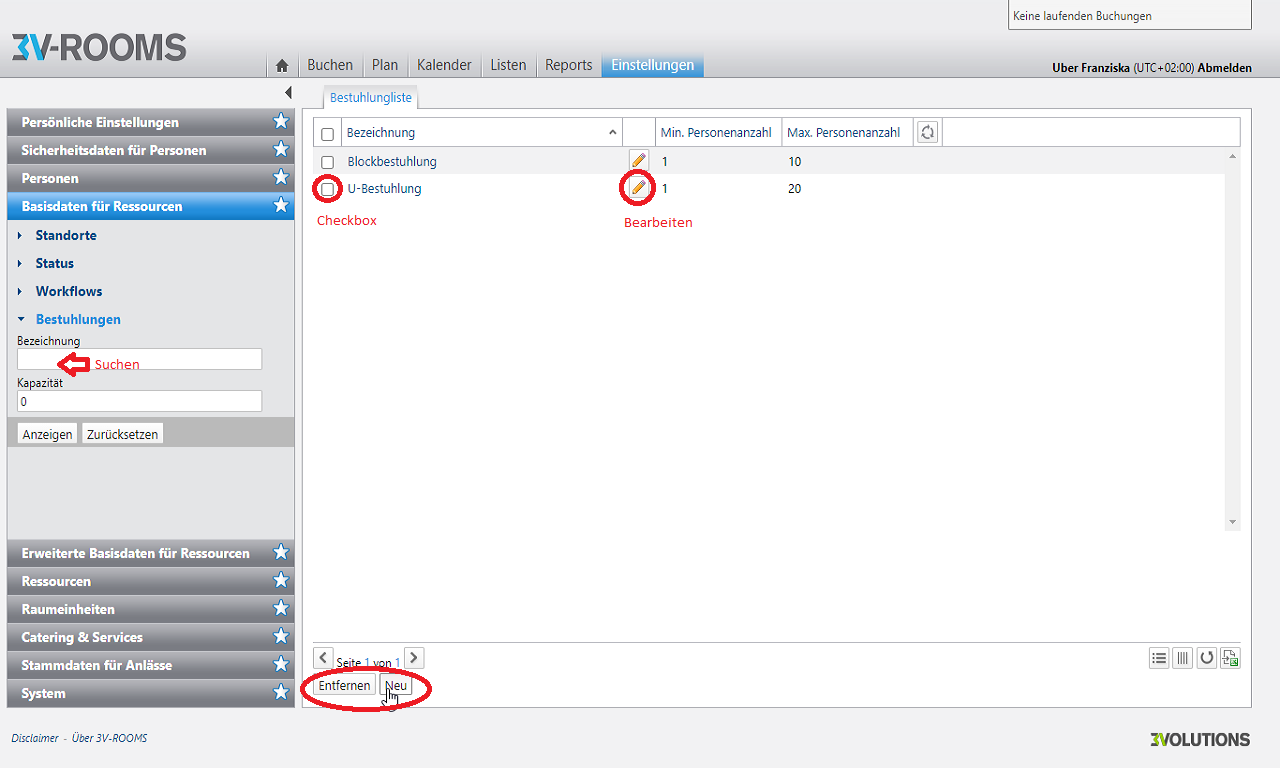 Keine laufenden Buchungen
3V-ROOMS
Buchen Plan Kalender Listen Reports Einstellungen
Uber Franziska (UTC+02:00) Abmelden
Bestuhlungliste
Persönliche Einstellungen
Sicherheitsdaten für Personen
Personen
Basisdaten für Ressourcen
Standorte
Status
Workflows
Bestuhlungen
Bezeichnung
Suchen
Kapazität
0
Anzeigen Zurücksetzen
Erweiterte Basisdaten für Ressourcen
Ressourcen
Raumeinheiten
Catering & Services
Stammdaten für Anlässe
System
Bezeichnung Min. Personenanzahl Max. Personenanzahl
Blockbestuhlung 1 10
U-Bestuhlung 1 20
Checkbox Bearbeiten
Seite 1 von 1
Entfernen Neu
Disclaimer - Über 3V-ROOMS
3VOLUTIONS